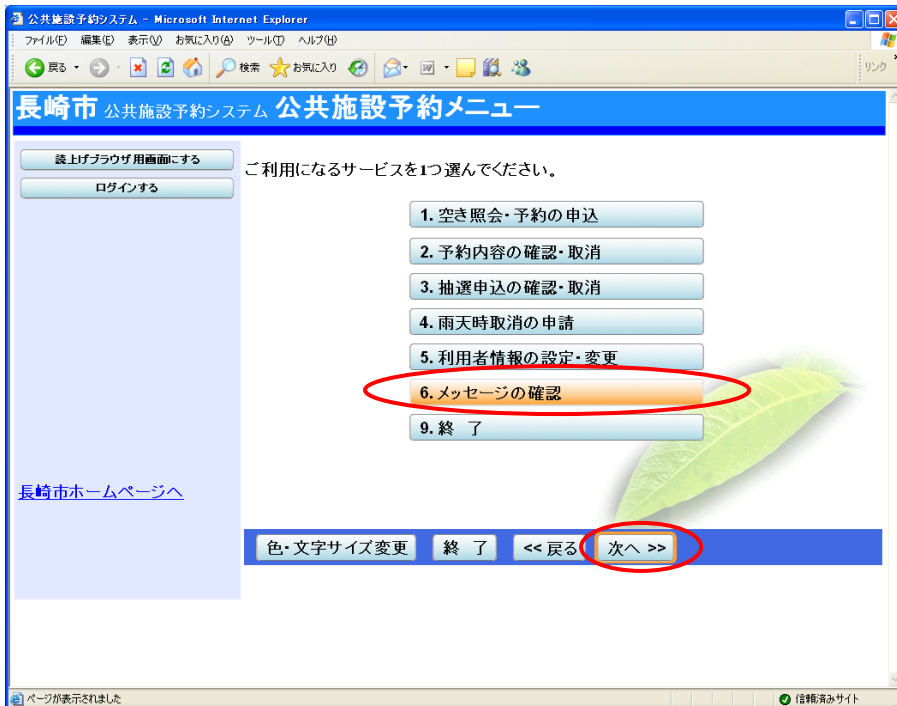 公共施設予約システム - Microsoft Internet Explorer
ファイル(F) 編集(E) 表示(V) お気に入り(A) ツール(T) ヘルプ(H)
戻る 検索 お気に入り リンク
長崎市 公共施設予約システム 公共施設予約メニュー
読上げブラウザ用画面にする
ログインする
ご利用になるサービスを1つ選んでください。
1. 空き照会・予約の申込
2. 予約内容の確認・取消
3. 抽選申込の確認・取消
4. 雨天時取消の申請
5. 利用者情報の設定・変更
6. メッセージの確認
9. 終 了
長崎市ホームページへ
色・文字サイズ変更 終 了 << 戻る 次へ >>
ページが表示されました 信頼済みサイト